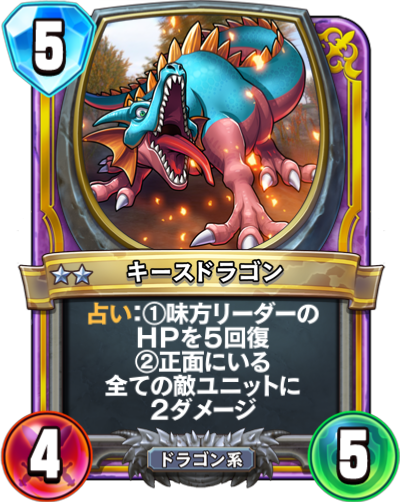 5
キースドラゴン
占い:①味方リーダーの
HPを5回復
②正面にいる
全ての敵ユニットに
2ダメージ
4
ドラゴン系
5